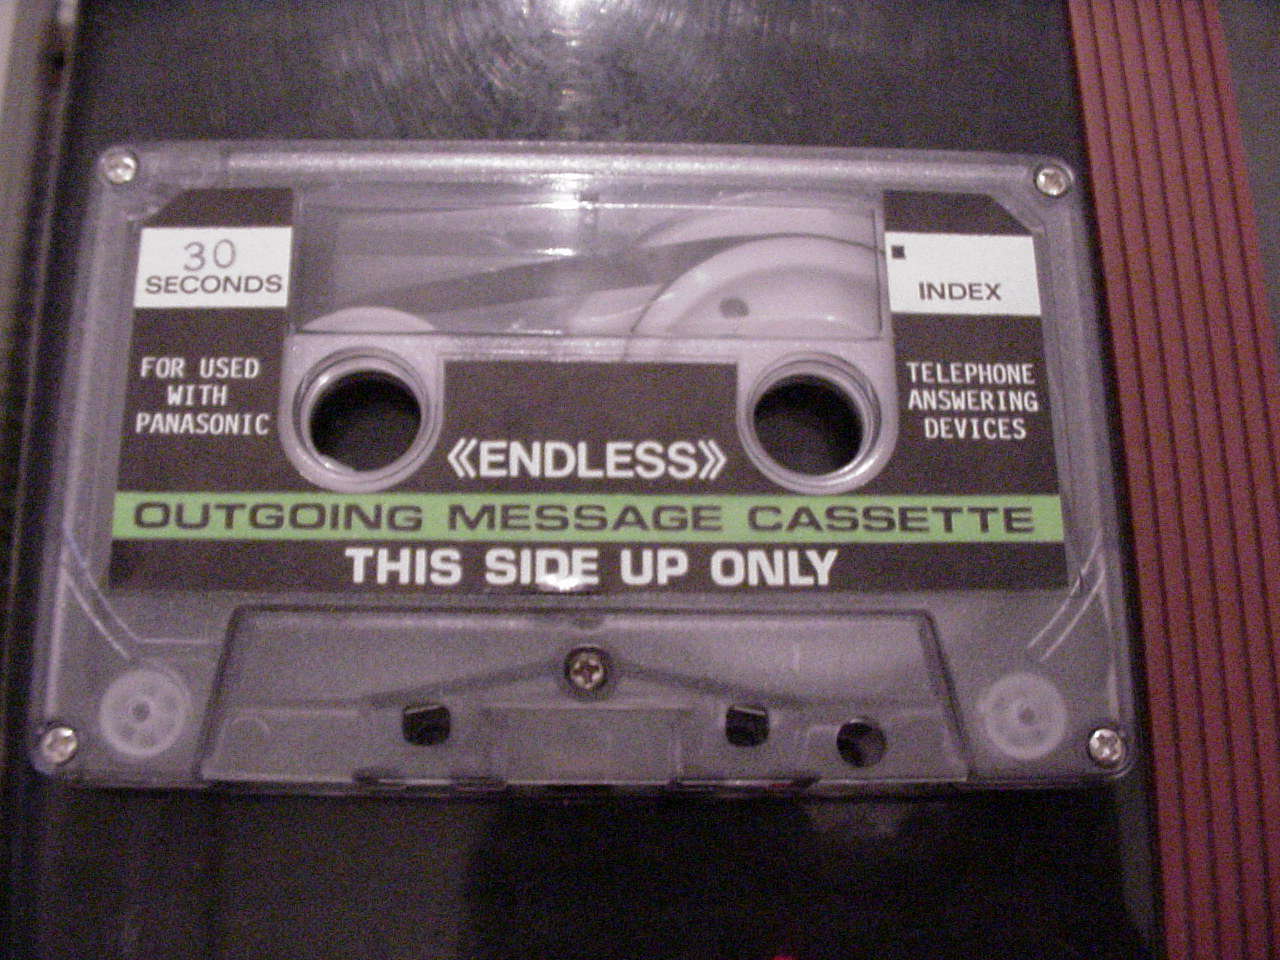 30
SECONDS
INDEX
FOR USED
WITH
PANASONIC
TELEPHONE
ANSWERING
DEVICES
《ENDLESS》
OUTGOING MESSAGE CASSETTE
THIS SIDE UP ONLY